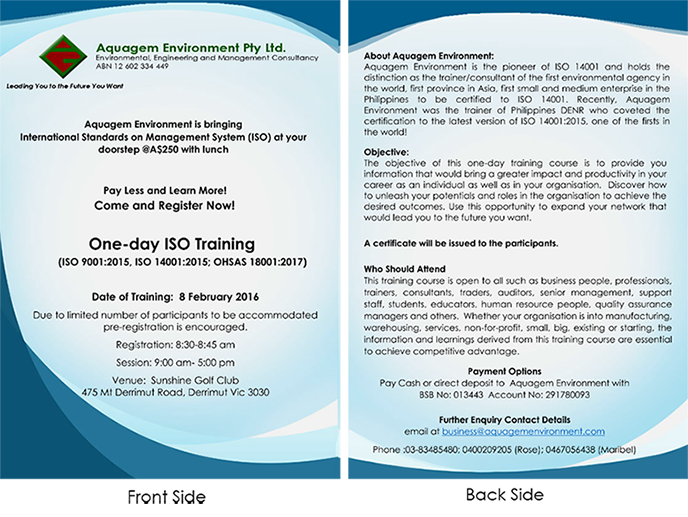 Aquagem Environment Pty Ltd.
Environmental, Engineering and Management Consultancy
ABN 12 602 334 449
Leading You to the Future You Want
Aquagem Environment is bringing
International Standards on Management System (ISO) at your
doorstep @A$250 with lunch
Pay Less and Learn More!
Come and Register Now!
One-day ISO Training
(ISO 9001:2015, ISO 14001:2015; OHSAS 18001:2017)
Date of Training: 8 February 2016
Due to limited number of participants to be accommodated
pre-registration is encouraged.
Registration: 8:30-8:45 am
Session: 9:00 am- 5:00 pm
Venue: Sunshine Golf Club
475 Mt Derrimut Road, Derrimut Vic 3030
Front Side
About Aquagem Environment:
Aquagem Environment is the pioneer of ISO 14001 and holds the
distinction as the trainer/consultant of the first environmental agency in
the world, first province in Asia, first small and medium enterprise in the
Philippines to be certified to ISO 14001. Recently, Aquagem
Environment was the trainer of Philippines DENR who coveted the
certification to the latest version of ISO 14001:2015, one of the firsts in
the world!
Objective:
The objective of this one-day training course is to provide you
information that would bring a greater impact and productivity in your
career as an individual as well as in your organisation. Discover how
to unleash your potentials and roles in the organisation to achieve the
desired outcomes. Use this opportunity to expand your network that
would lead you to the future you want.
A certificate will be issued to the participants.
Who Should Attend
This training course is open to all such as business people, professionals,
trainers, consultants, traders, auditors, senior management, support
staff, students, educators, human resource people, quality assurance
managers and others. Whether your organisation is into manufacturing,
warehousing, services, non-for-profit, small, big, existing or starting, the
information and learnings derived from this training course are essential
to achieve competitive advantage.
Payment Options
Pay Cash or direct deposit to Aquagem Environment with
BSB No: 013443 Account No: 291780093
Further Enquiry Contact Details
email at business@aquagemenvironment.com
Phone :03-83485480; 0400209205 (Rose); 0467056438 (Maribel)
Back Side